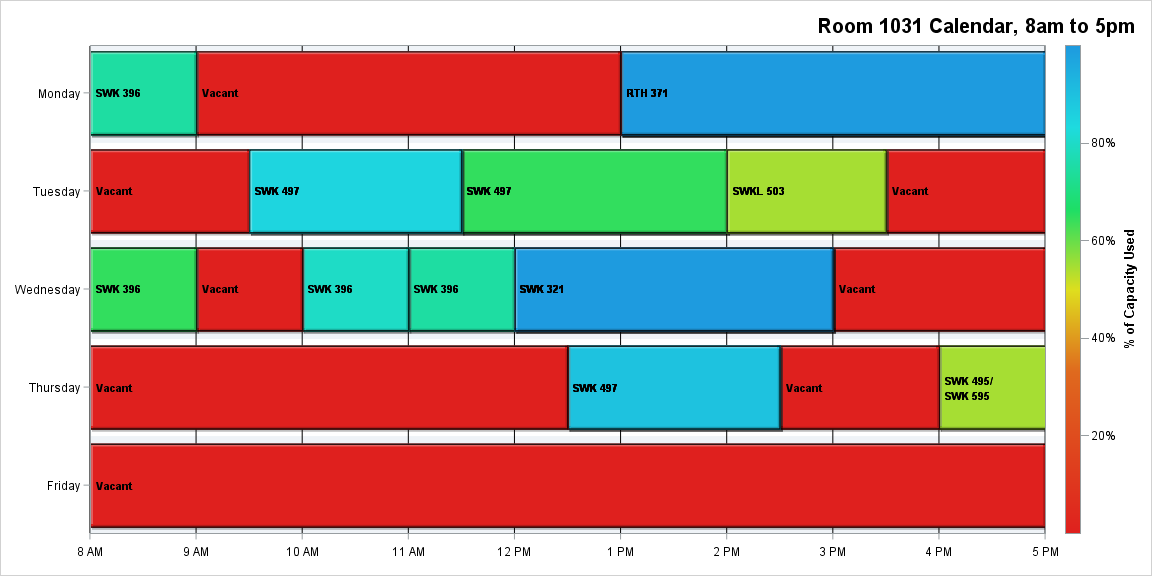 Room 1031 Calendar, 8am to 5pm
Monday
SWK 396
Vacant
RTH 371
Tuesday
Vacant
SWK 497
SWK 497
SWKL 503
Vacant
Wednesday
SWK 396
Vacant
SWK 396
SWK 396
SWK 321
Vacant
Thursday
Vacant
SWK 497
Vacant
SWK 495/
SWK 595
Friday
Vacant
8 AM
9 AM
10 AM
11 AM
12 PM
1 PM
2 PM
3 PM
4 PM
5 PM
80%
60%
40%
20%
% of Capacity Used